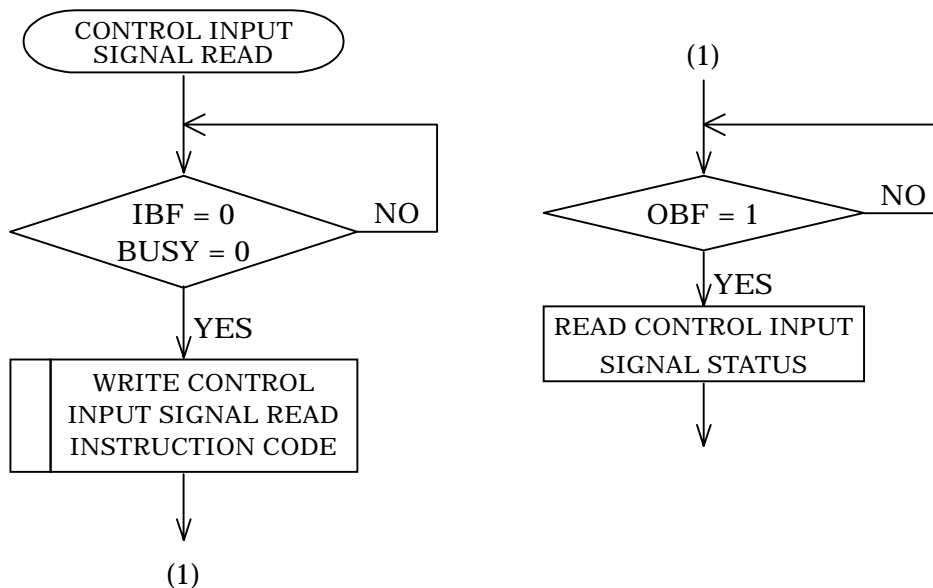 CONTROL INPUT
SIGNAL READ
IBF = 0
BUSY = 0
NO
YES
WRITE CONTROL
INPUT SIGNAL READ
INSTRUCTION CODE
(1)
(1)
OBF = 1
NO
YES
READ CONTROL INPUT
SIGNAL STATUS